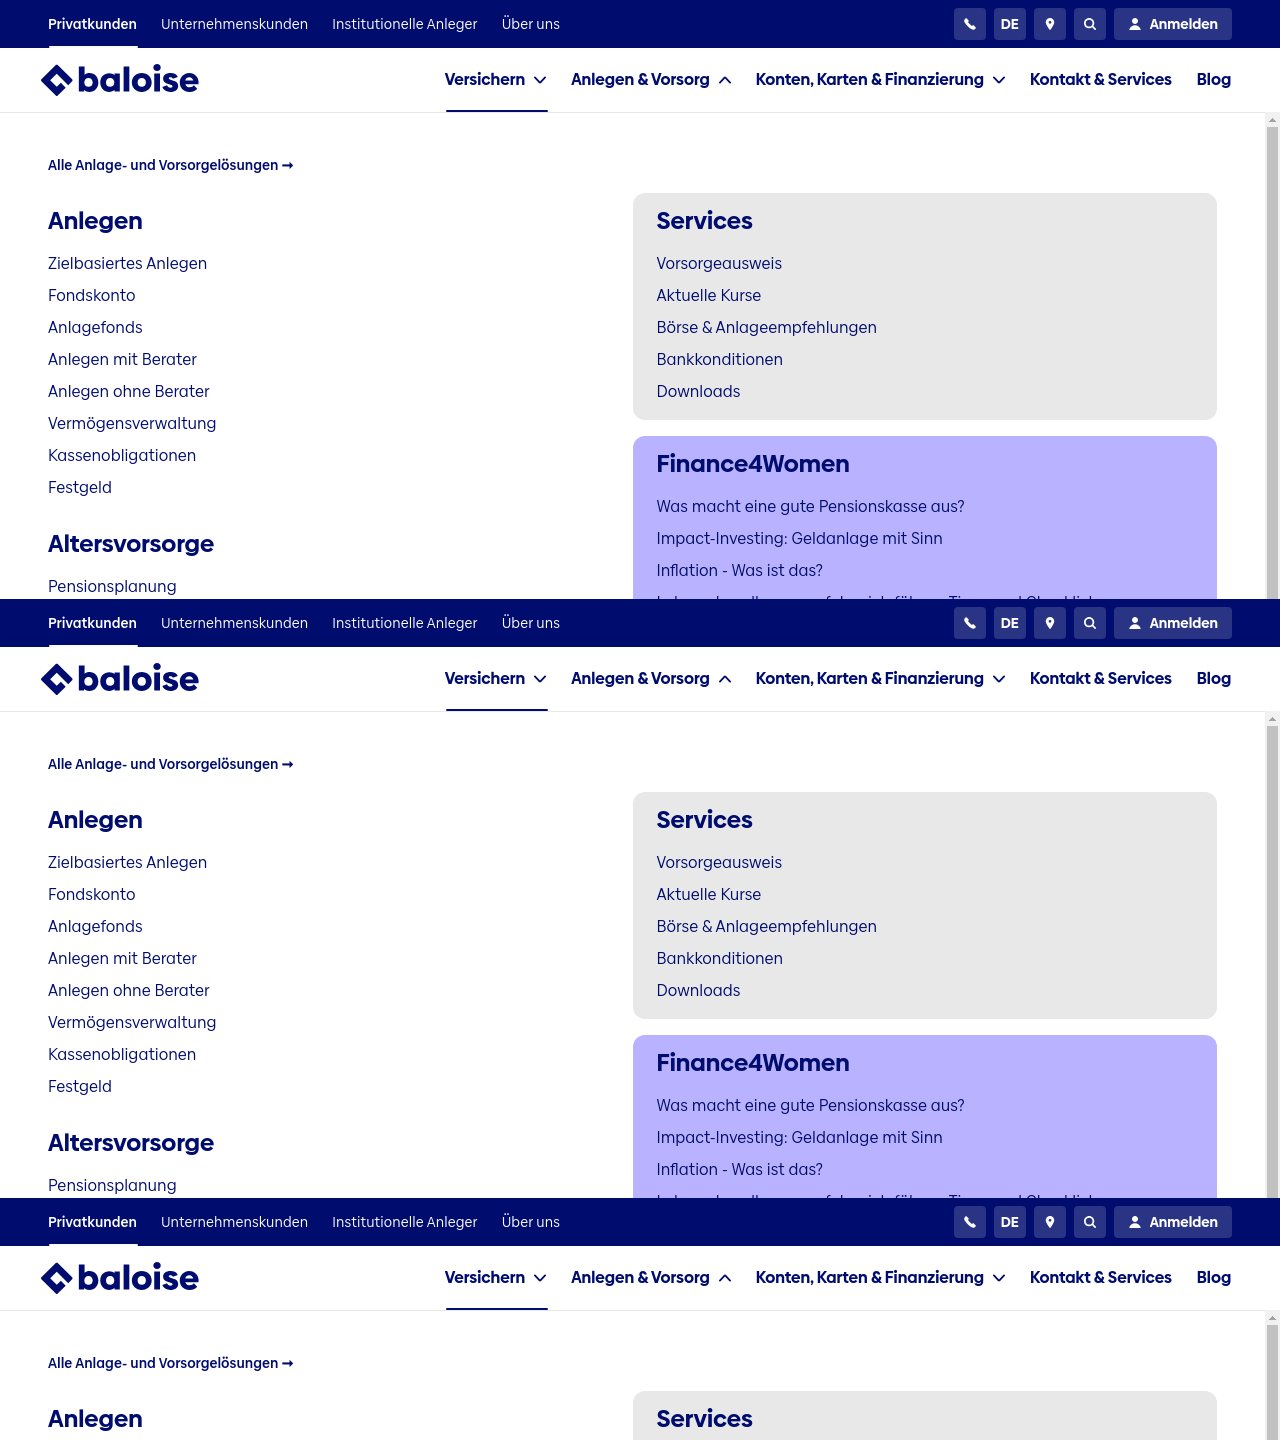 Privatkunden Unternehmenskunden Institutionelle Anleger Über uns DE Anmelden
baloise Versichern Anlegen & Vorsorg Konten, Karten & Finanzierung Kontakt & Services Blog
Alle Anlage- und Vorsorgelösungen →
Anlegen
Zielbasiertes Anlegen
Fondskonto
Anlagefonds
Anlegen mit Berater
Anlegen ohne Berater
Vermögensverwaltung
Kassenobligationen
Festgeld
Altersvorsorge
Pensionsplanung
Services
Vorsorgeausweis
Aktuelle Kurse
Börse & Anlageempfehlungen
Bankkonditionen
Downloads
Finance4Women
Was macht eine gute Pensionskasse aus?
Impact-Investing: Geldanlage mit Sinn
Inflation - Was ist das?
Privatkunden Unternehmenskunden Institutionelle Anleger Über uns DE Anmelden
baloise Versichern Anlegen & Vorsorg Konten, Karten & Finanzierung Kontakt & Services Blog
Alle Anlage- und Vorsorgelösungen →
Anlegen
Zielbasiertes Anlegen
Fondskonto
Anlagefonds
Anlegen mit Berater
Anlegen ohne Berater
Vermögensverwaltung
Kassenobligationen
Festgeld
Altersvorsorge
Pensionsplanung
Services
Vorsorgeausweis
Aktuelle Kurse
Börse & Anlageempfehlungen
Bankkonditionen
Downloads
Finance4Women
Was macht eine gute Pensionskasse aus?
Impact-Investing: Geldanlage mit Sinn
Inflation - Was ist das?
Privatkunden Unternehmenskunden Institutionelle Anleger Über uns DE Anmelden
baloise Versichern Anlegen & Vorsorg Konten, Karten & Finanzierung Kontakt & Services Blog
Alle Anlage- und Vorsorgelösungen →
Anlegen
Services